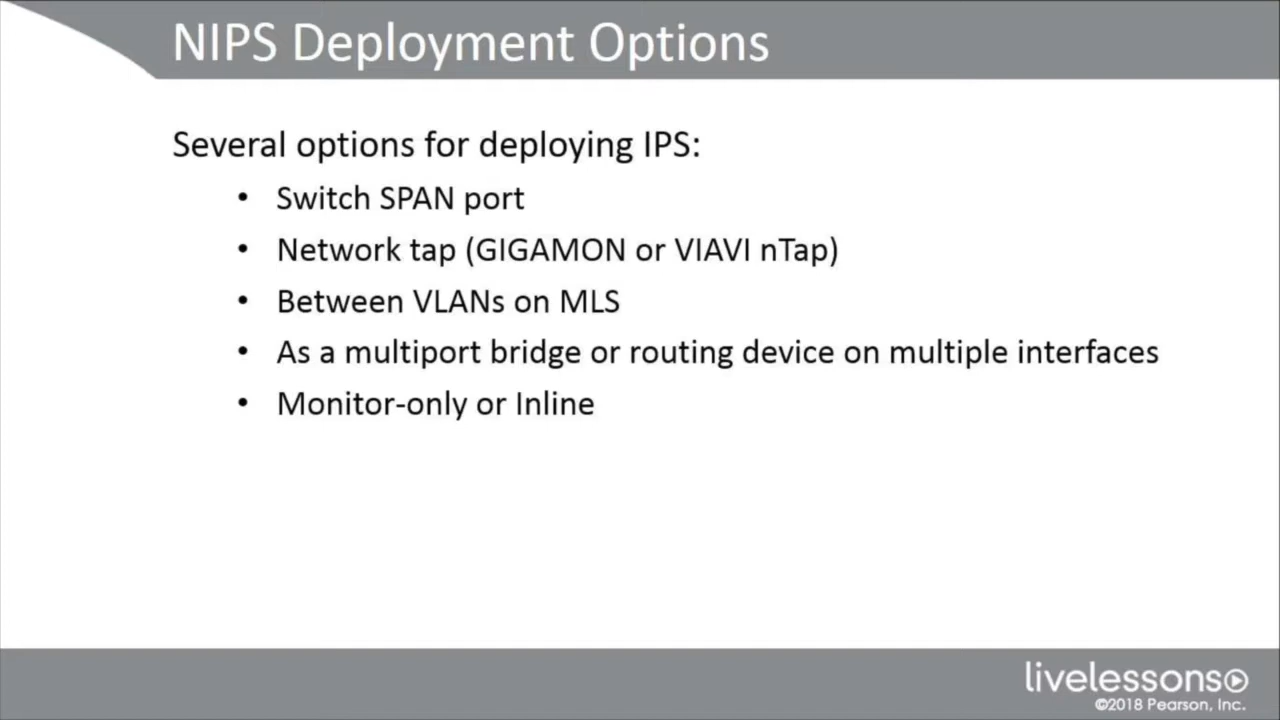 NIPS Deployment Options
Several options for deploying IPS:
• Switch SPAN port
• Network tap (GIGAMON or VIAVI nTap)
• Between VLANs on MLS
• As a multiport bridge or routing device on multiple interfaces
• Monitor-only or Inline
livelessons
©2018 Pearson, Inc.